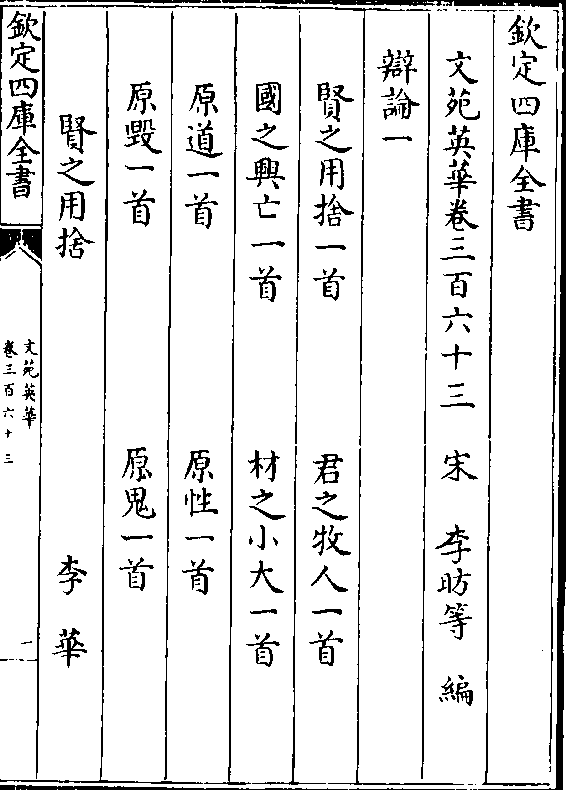 欽定四庫全書
文苑英華卷三百六十三　宋　李昉等　編
辯論一
賢之用捨一首　君之牧人一首
國之興亡一首　材之小大一首
原道一首　原性一首
原毀一首　原鬼一首
賢之用捨　李華
欽定四庫全書
文苑英華
卷三百六十三
一